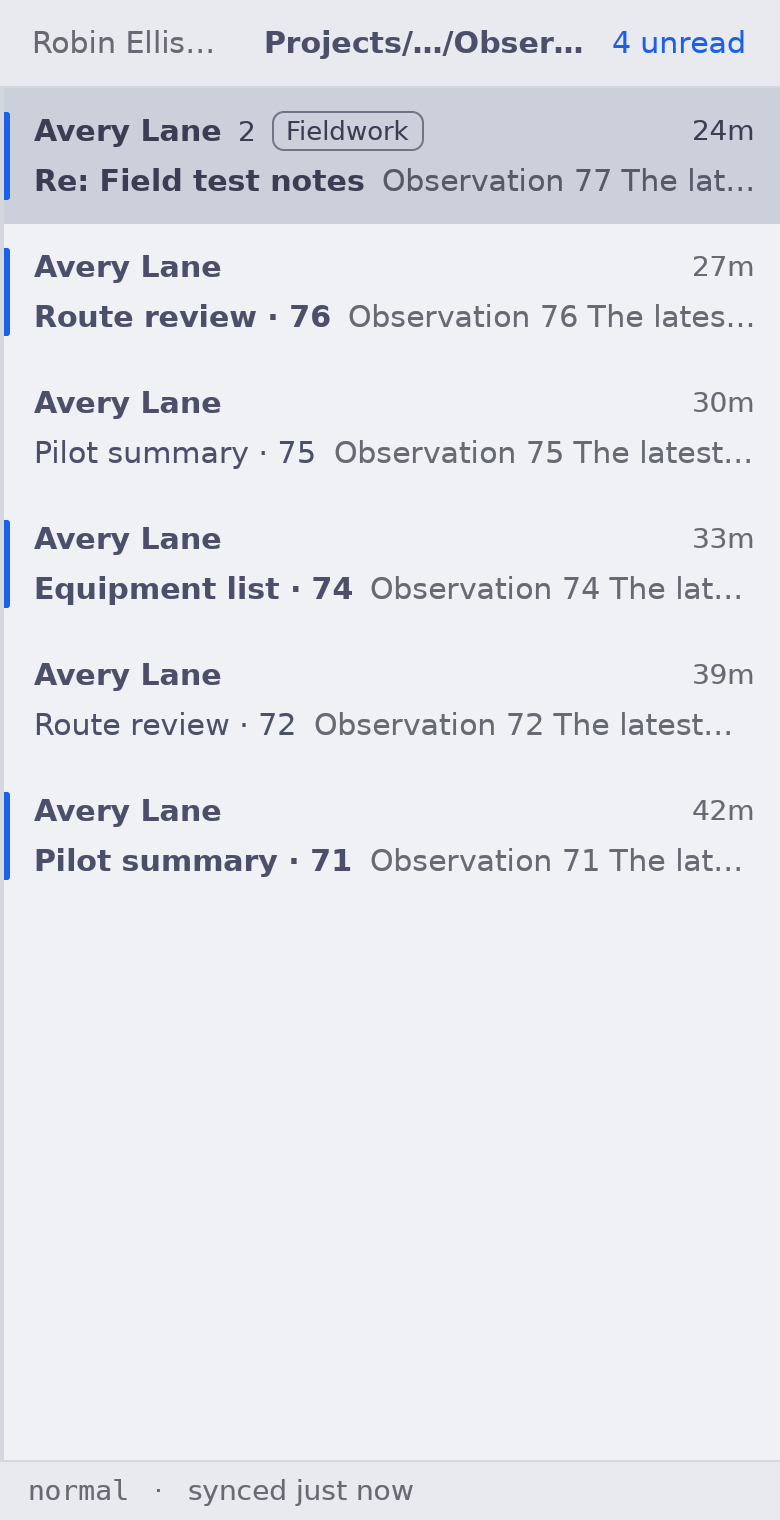 Robin Ellis… Projects/…/Obser… 4 unread
Avery Lane 2 Fieldwork 24m
Re: Field test notes Observation 77 The lat…
Avery Lane 27m
Route review · 76 Observation 76 The lates…
Avery Lane 30m
Pilot summary · 75 Observation 75 The latest…
Avery Lane 33m
Equipment list · 74 Observation 74 The lat…
Avery Lane 39m
Route review · 72 Observation 72 The latest…
Avery Lane 42m
Pilot summary · 71 Observation 71 The lat…
normal · synced just now